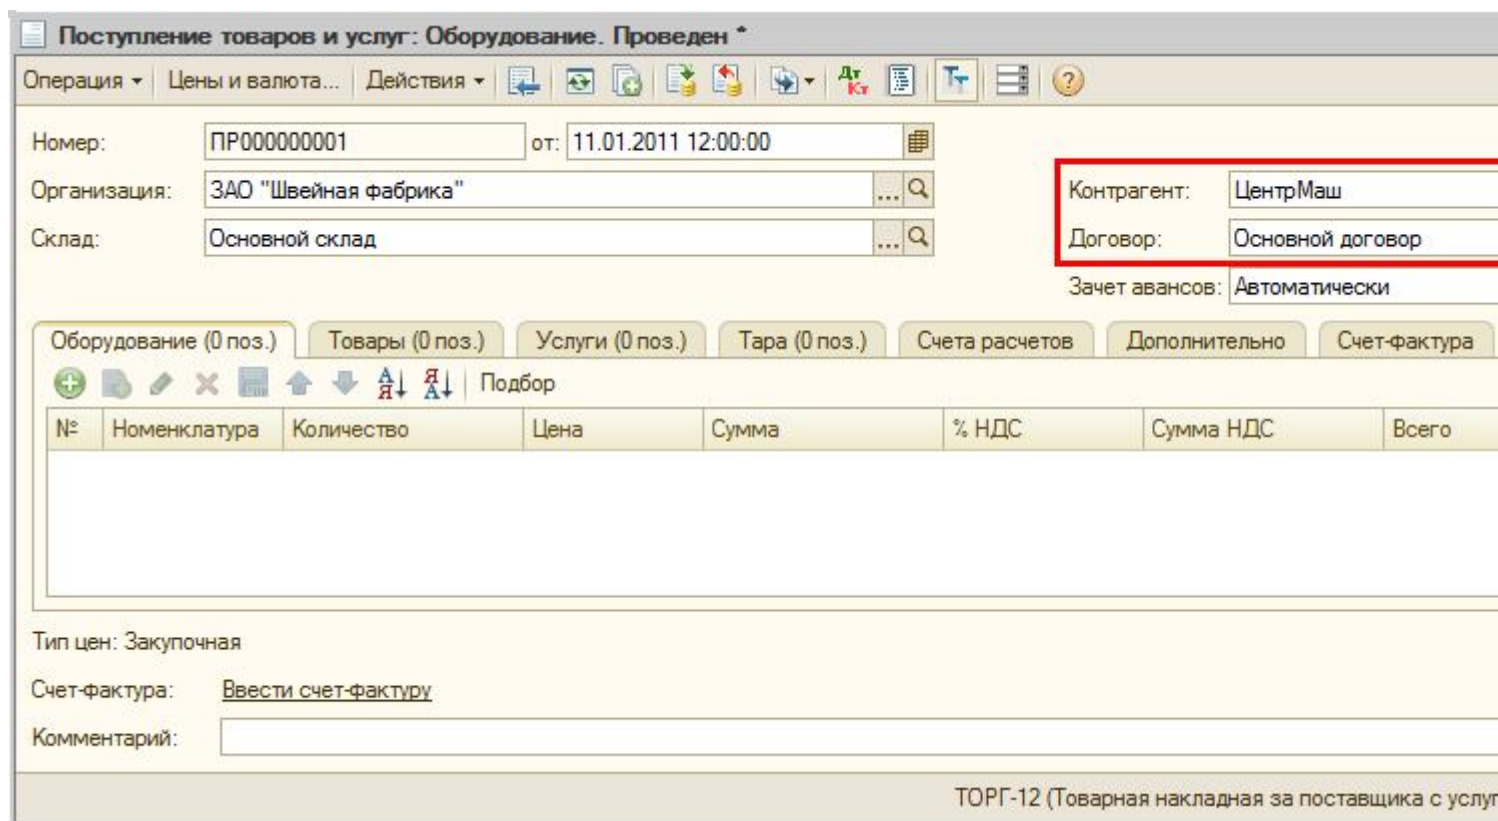 Поступление товаров и услуг: Оборудование. Проведен *
Операция Цены и валюта... Действия Дт Кт
Номер: ПР000000001 от: 11.01.2011 12:00:00
Организация: ЗАО "Швейная фабрика" ... Контрагент: ЦентрМаш
Склад: Основной склад ... Договор: Основной договор
Зачет авансов: Автоматически
Оборудование (0 поз.) Товары (0 поз.) Услуги (0 поз.) Тара (0 поз.) Счета расчетов Дополнительно Счет-фактура
А Я Я А Подбор
№ Номенклатура Количество Цена Сумма % НДС Сумма НДС Всего
Тип цен: Закупочная
Счет-фактура: Ввести счет-фактуру
Комментарий:
ТОРГ-12 (Товарная накладная за поставщика с услуг